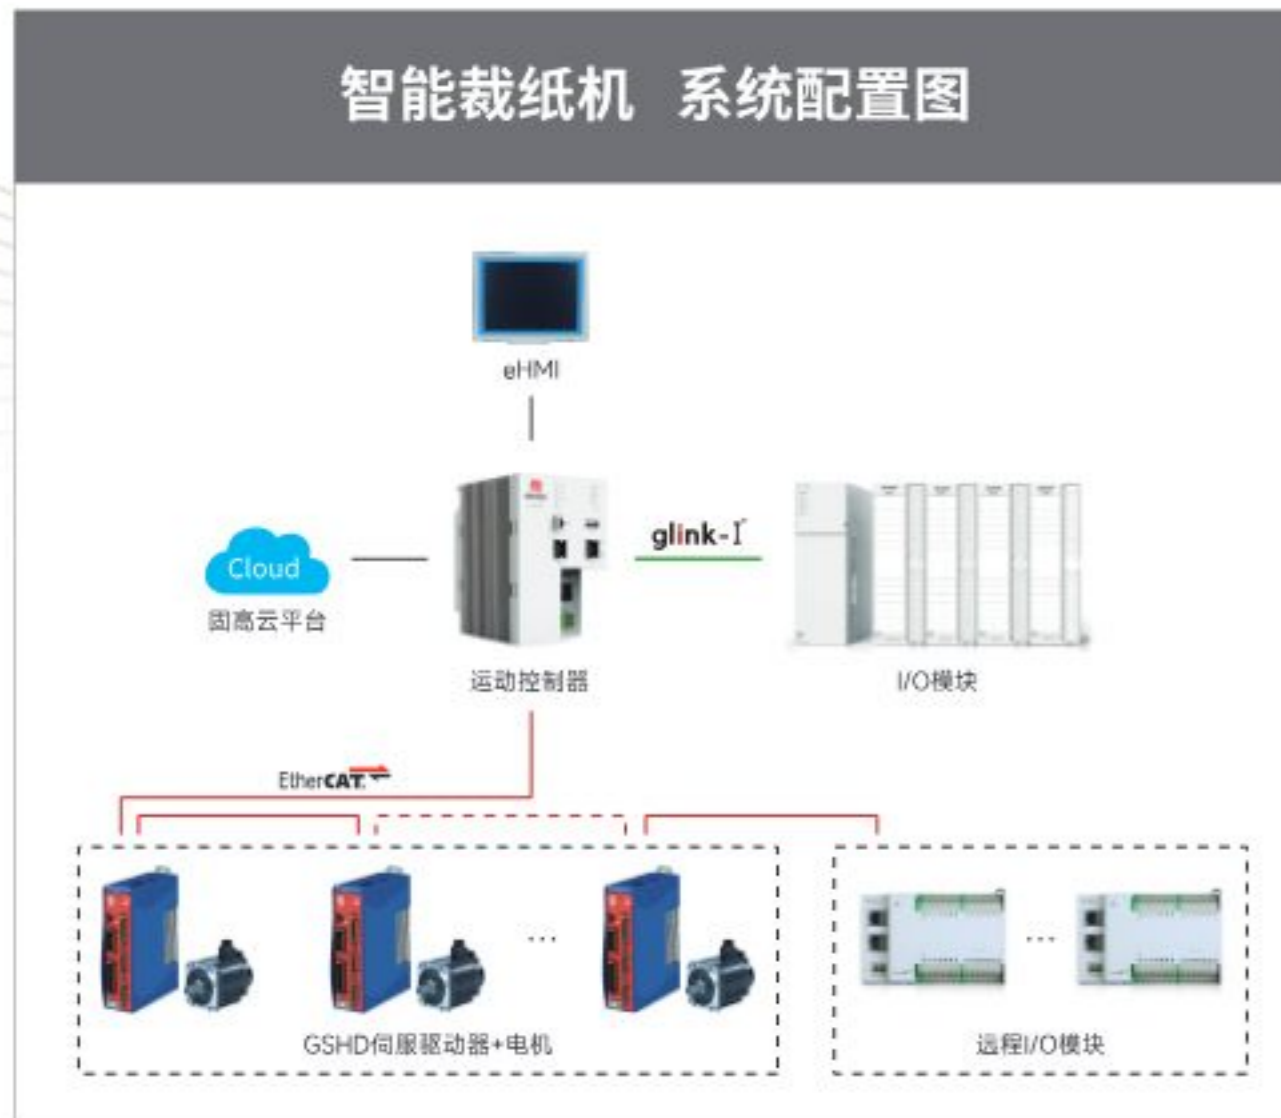 智能裁纸机 系统配置图
eHMI
Cloud
固高云平台
glink-I
运动控制器
I/O模块
EtherCAT
...
...
GSHD伺服驱动器+电机
远程I/O模块